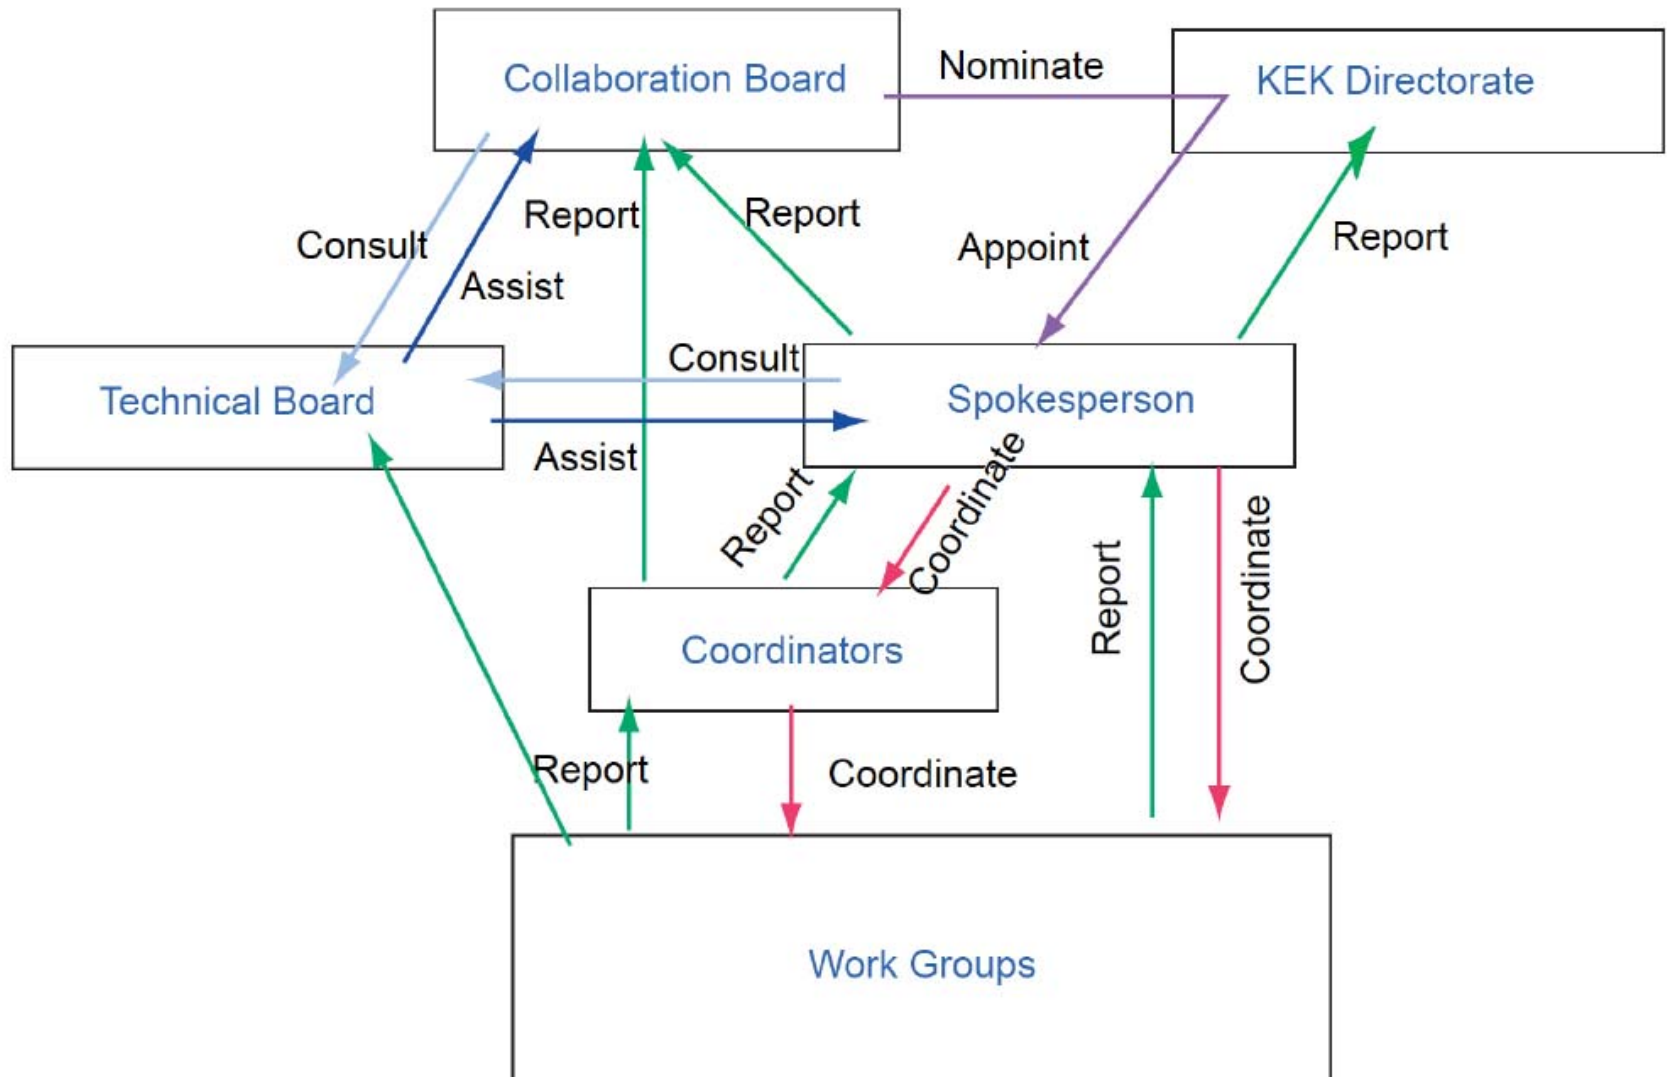 Collaboration Board
Nominate
KEK Directorate
Report
Report
Consult
Appoint
Report
Assist
Consult
Technical Board
Spokesperson
Assist
Report
Coordinate
Report
Coordinate
Coordinators
Report
Coordinate
Work Groups